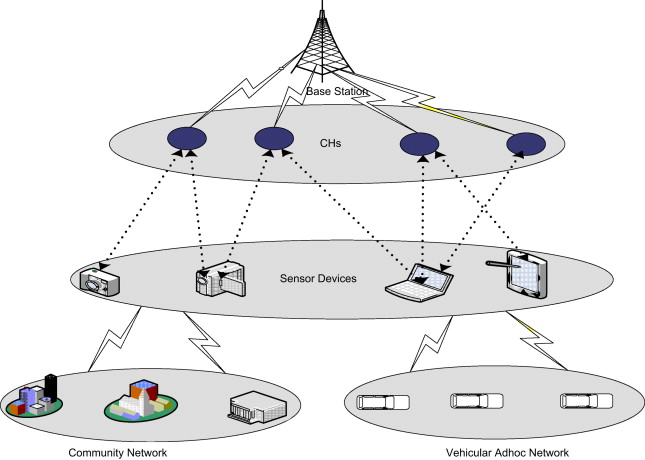 Base Station
CHs
Sensor Devices
Community Network
Vehicular Adhoc Network